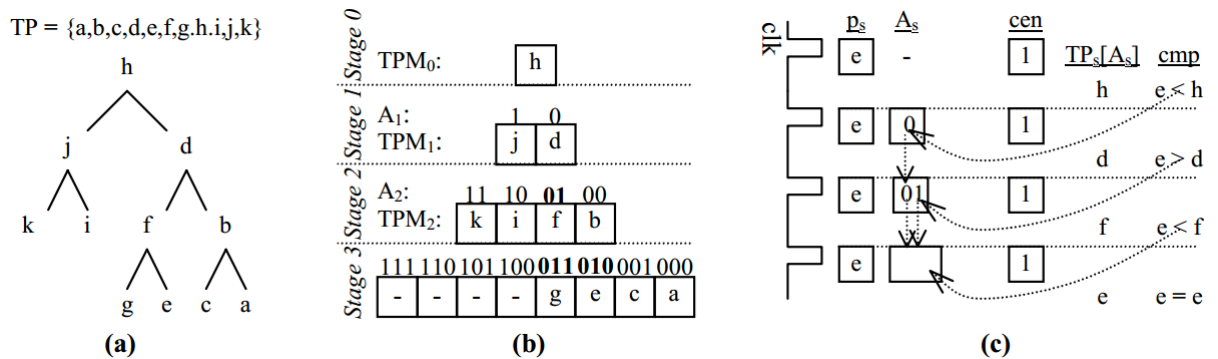 TP = {a,b,c,d,e,f,g.h.i,j,k}
h
j d
k i f b
g e c a
(a)
Stage 0
TPM0: h
Stage 1
A1: 1 0
TPM1: j d
Stage 2
A2: 11 10 01 00
TPM2: k i f b
Stage 3
111 110 101 100 011 010 001 000
- - - - g e c a
(b)
clk
ps As cen TPs[As] cmp
e - 1
h e < h
e 0 1
d e > d
e 01 1
f e < f
e 1
e e = e
(c)